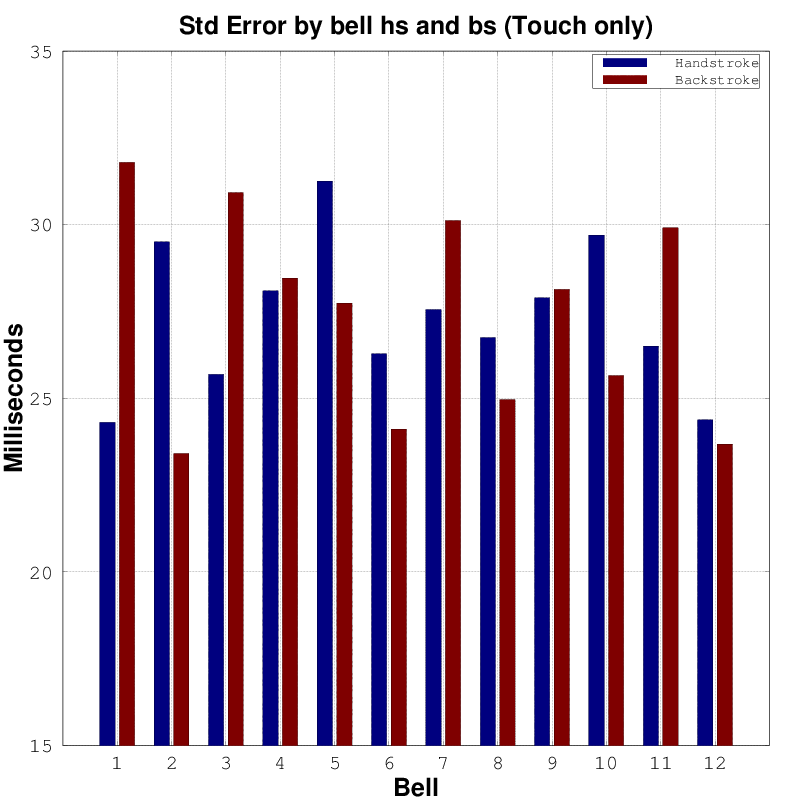 Std Error by bell hs and bs (Touch only)
35
Handstroke
Backstroke
30
25
20
15
Milliseconds
1 2 3 4 5 6 7 8 9 10 11 12
Bell